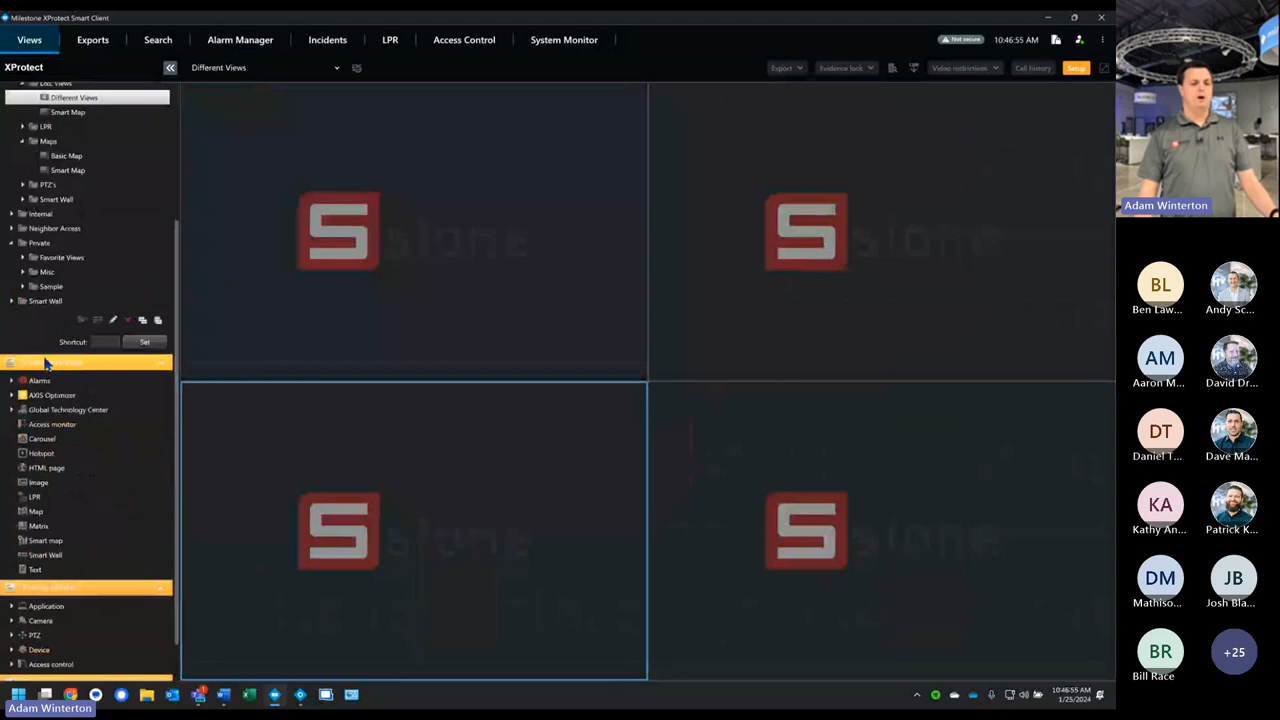 Milestone XProtect Smart Client
Views Exports Search Alarm Manager Incidents LPR Access Control System Monitor
Not secure 10:46:55 AM
XProtect
Different Views
Export Evidence lock Video restrictions Call history Setup
Different Views
Smart Map
LPR
Maps
Basic Map
Smart Map
PTZ's
Smart Wall
Internal
Neighbor Access
Private
Favorite Views
Misc
Sample
Smart Wall
Shortcut: Set
Alarms
AXIS Optimizer
Global Technology Center
Access monitor
Carousel
Hotspot
HTML page
Image
LPR
Map
Matrix
Smart map
Smart Wall
Text
Application
Camera
PTZ
Device
Access control
S
S
S
S
Adam Winterton
10:46:55 AM
1/25/2024
Adam Winterton
BL
Ben Law...
Andy Sc...
AM
Aaron M...
David Dr...
DT
Daniel T...
Dave Ma...
KA
Kathy An...
Patrick K...
DM
Mathiso...
JB
Josh Bla...
BR
Bill Race
+25